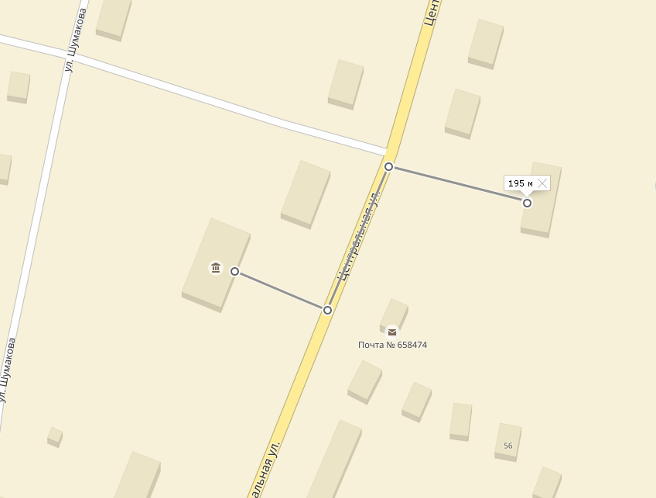 Цент
ул. Шумакова
195 м
Центральная ул.
Почта № 658474
ул. Шумакова
56
альная ул.